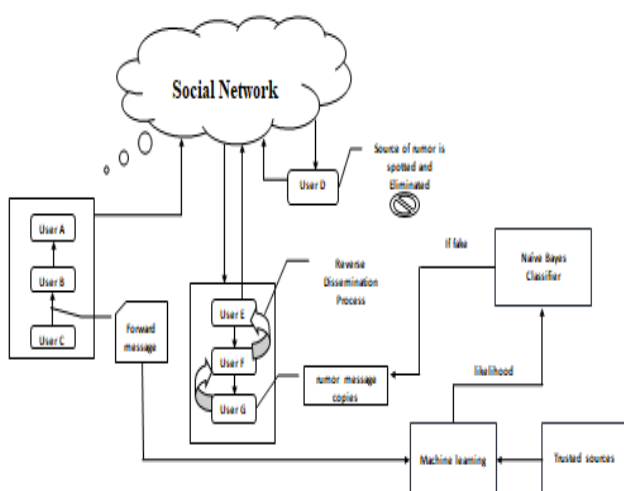 Social Network
Source of rumor is
spotted and
Eliminated
User D
User A
User B
User C
Forward
message
Reverse
Dissemination
Process
User E
User F
User G
If fake
Naïve Bayes
Classifier
rumor message
copies
likelihood
Machine learning
Trusted sources